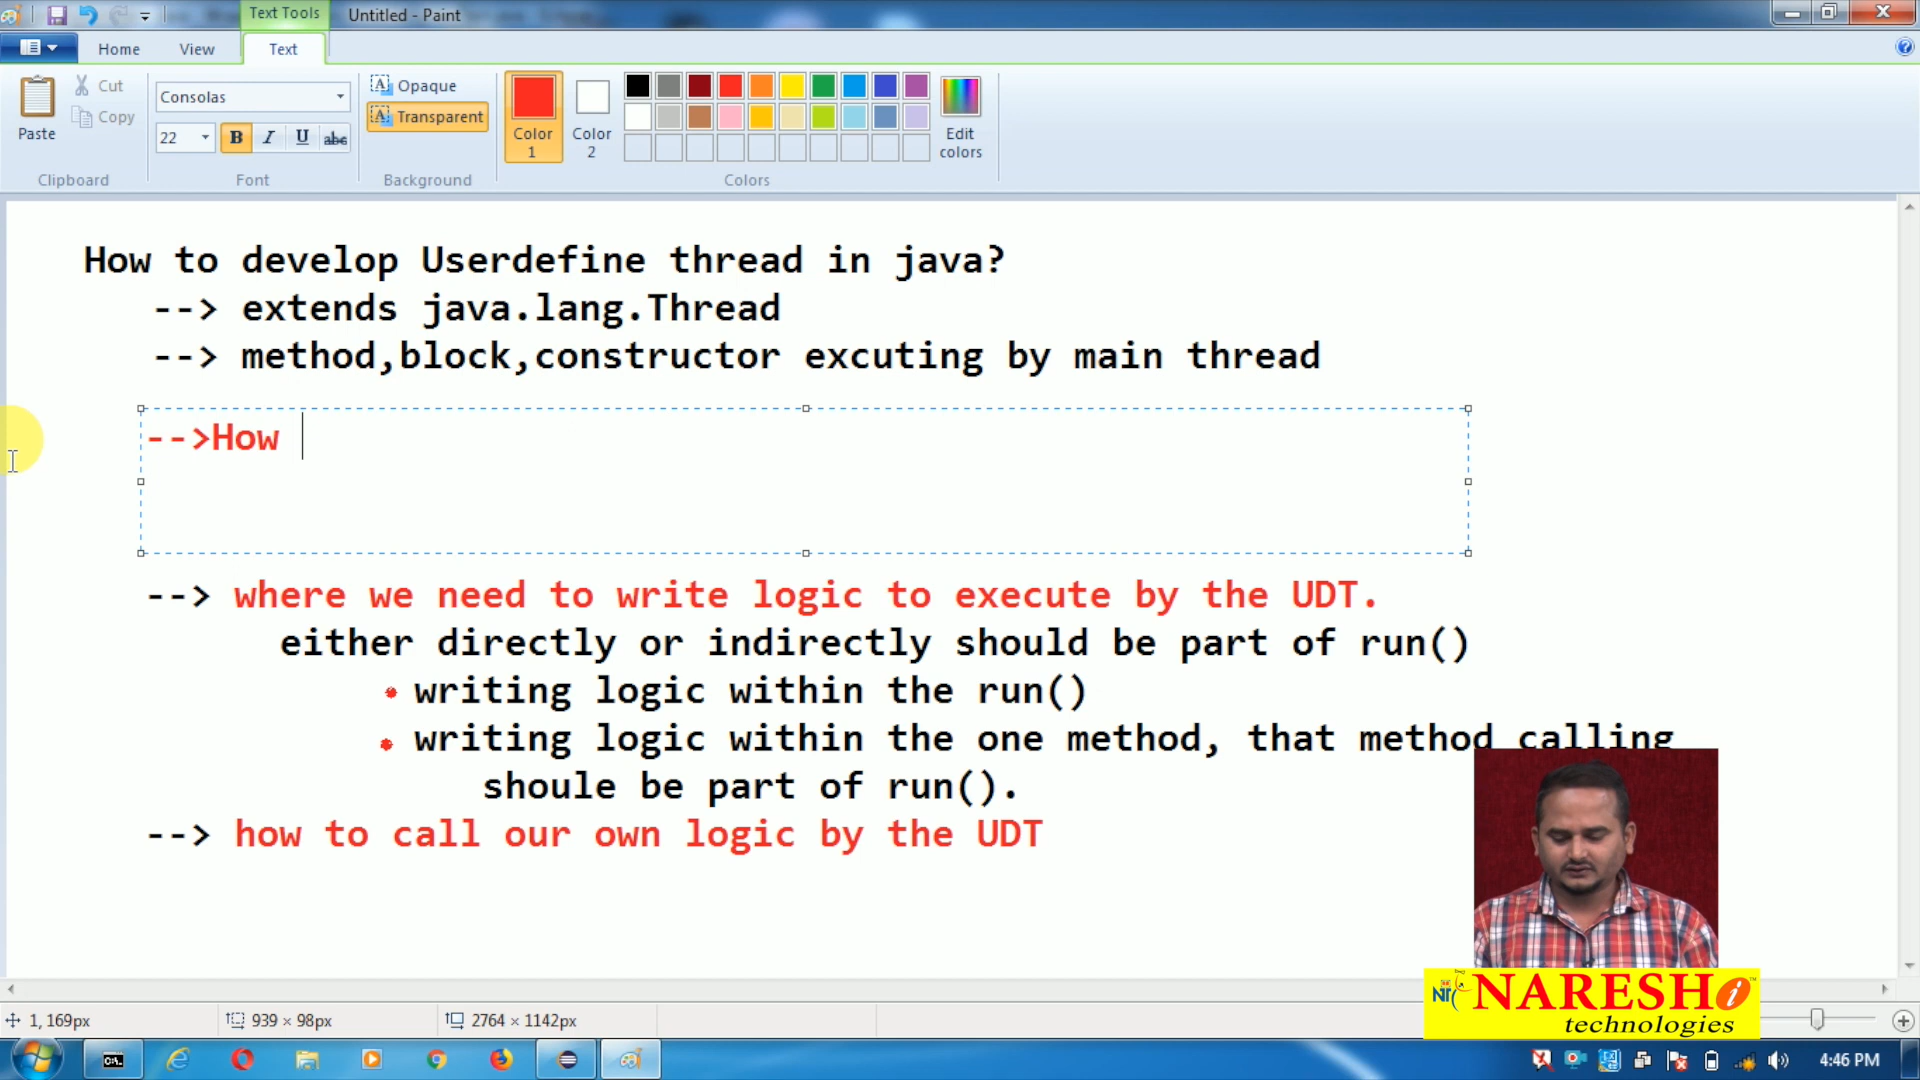 Text Tools
Untitled - Paint
Home
View
Text
Paste
Cut
Copy
Clipboard
Consolas
22
B
I
U
abc
Font
Opaque
Transparent
Background
Color 1
Color 2
Edit colors
Colors
How to develop Userdefine thread in java?
--> extends java.lang.Thread
--> method,block,constructor excuting by main thread
-->How
--> where we need to write logic to execute by the UDT.
either directly or indirectly should be part of run()
writing logic within the run()
writing logic within the one method, that method calling
shoule be part of run().
--> how to call our own logic by the UDT
NARESH i
technologies
1, 169px
939 × 98px
2764 × 1142px
4:46 PM